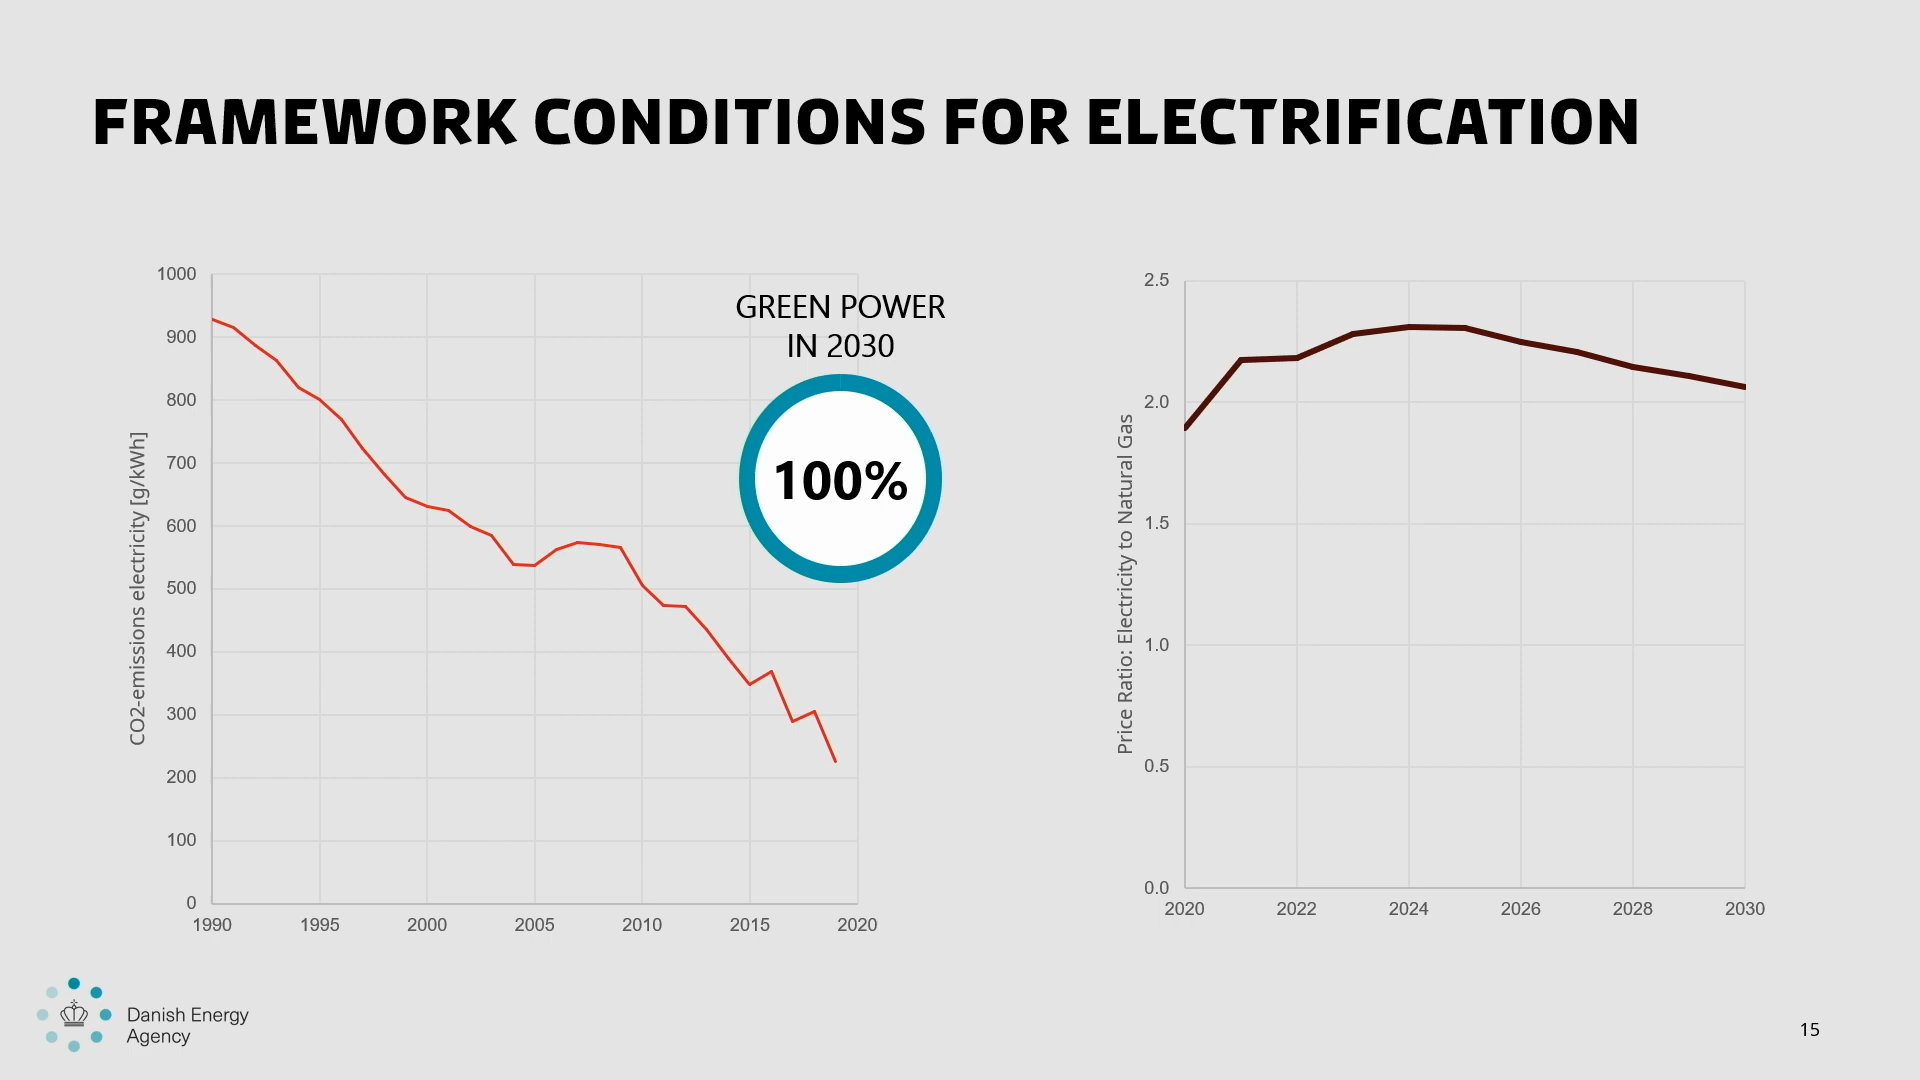 FRAMEWORK CONDITIONS FOR ELECTRIFICATION
CO2-emissions electricity [g/kWh]
1000
900
800
700
600
500
400
300
200
100
0
1990 1995 2000 2005 2010 2015 2020
GREEN POWER
IN 2030
100%
Price Ratio: Electricity to Natural Gas
2.5
2.0
1.5
1.0
0.5
0.0
2020 2022 2024 2026 2028 2030
Danish Energy
Agency
15